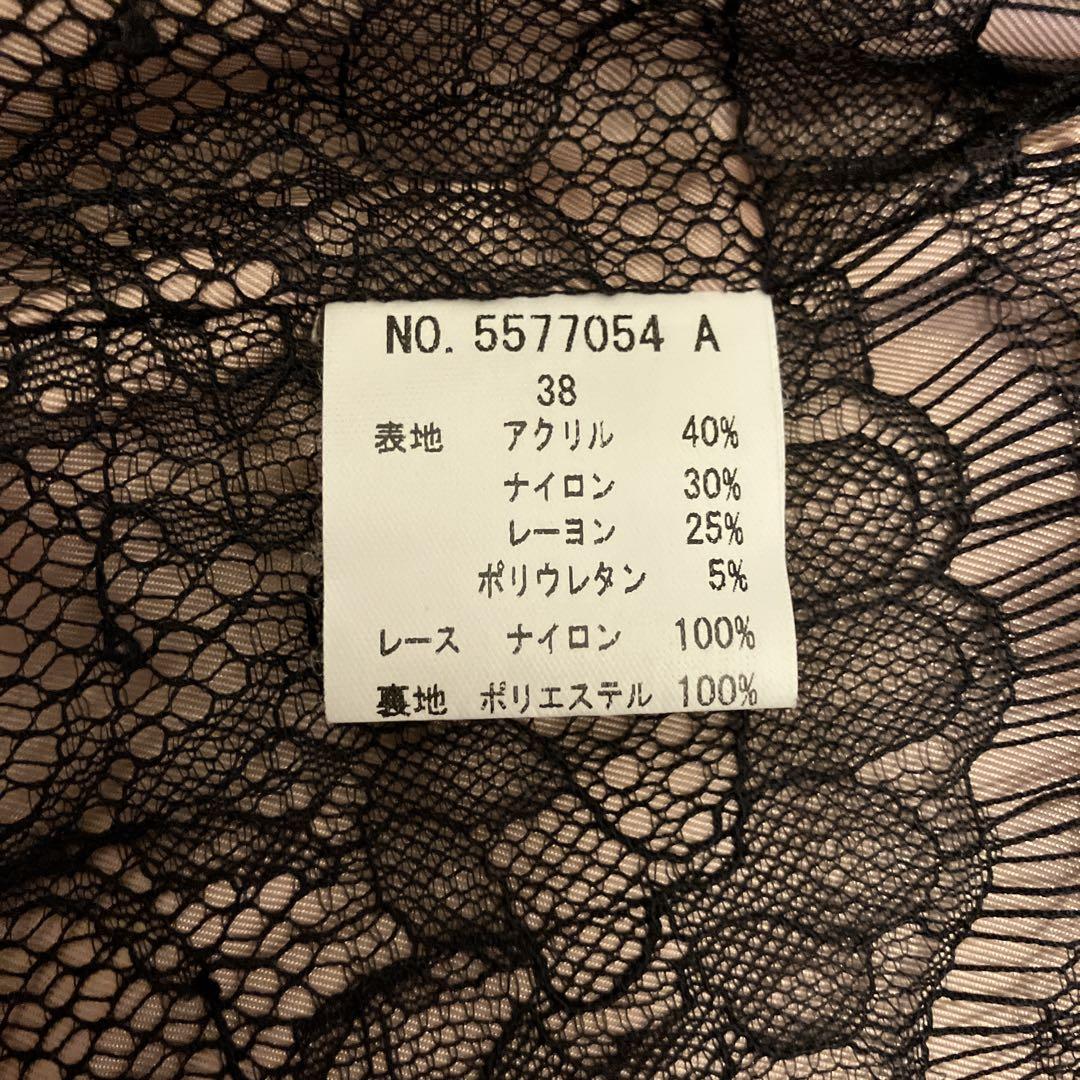 NO. 5577054 A
38
表地 アクリル 40%
ナイロン 30%
レーヨン 25%
ポリウレタン 5%
レース ナイロン 100%
裏地 ポリエステル 100%